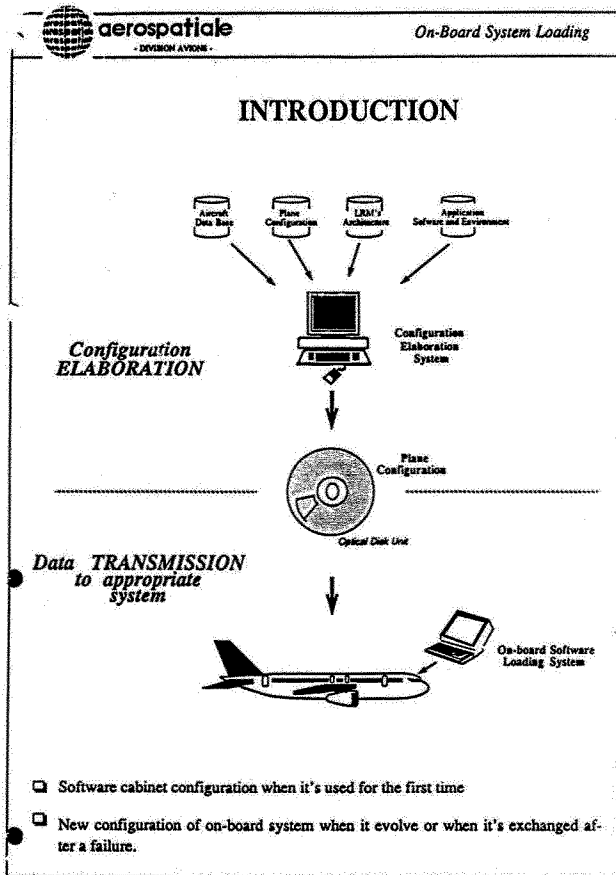 aerospatiale
- DIVISION AVIONS -
On-Board System Loading
INTRODUCTION
Aircraft
Data Base
Plane
Configuration
LRM's
Architecture
Application
Sofware and Environment
Configuration
Elaboration
System
Configuration
ELABORATION
Plane
Configuration
Optical Disk Unit
Data TRANSMISSION
to appropriate
system
On-board Software
Loading System
❑ Software cabinet configuration when it's used for the first time
❑ New configuration of on-board system when it evolve or when it's exchanged af-
ter a failure.